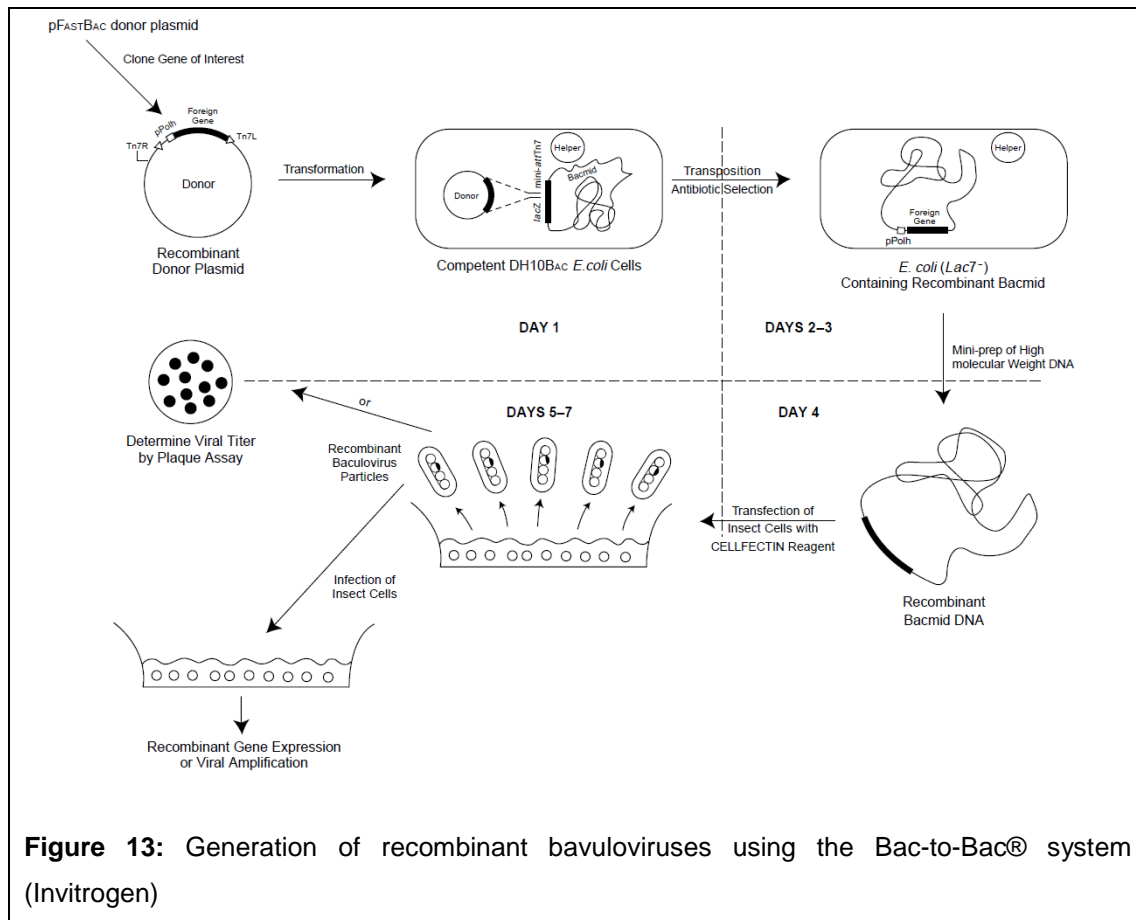 pFASTBAC donor plasmid
Clone Gene of Interest
Foreign
Gene
pPolh
Tn7R
Tn7L
Donor
Recombinant
Donor Plasmid
Transformation
Helper
Donor
lacZ
mini-attTn7
Bacmid
Competent DH10BAC E.coli Cells
Transposition
Antibiotic Selection
Helper
Foreign
Gene
pPolh
E. coli (Lac7⁻)
Containing Recombinant Bacmid
DAY 1
DAYS 2–3
Mini-prep of High
molecular Weight DNA
DAY 4
Recombinant
Bacmid DNA
Transfection of
Insect Cells with
CELLFECTIN Reagent
DAYS 5–7
Recombinant
Baculovirus
Particles
or
Determine Viral Titer
by Plaque Assay
Infection of
Insect Cells
Recombinant Gene Expression
or Viral Amplification
Figure 13: Generation of recombinant bavuloviruses using the Bac-to-Bac® system
(Invitrogen)